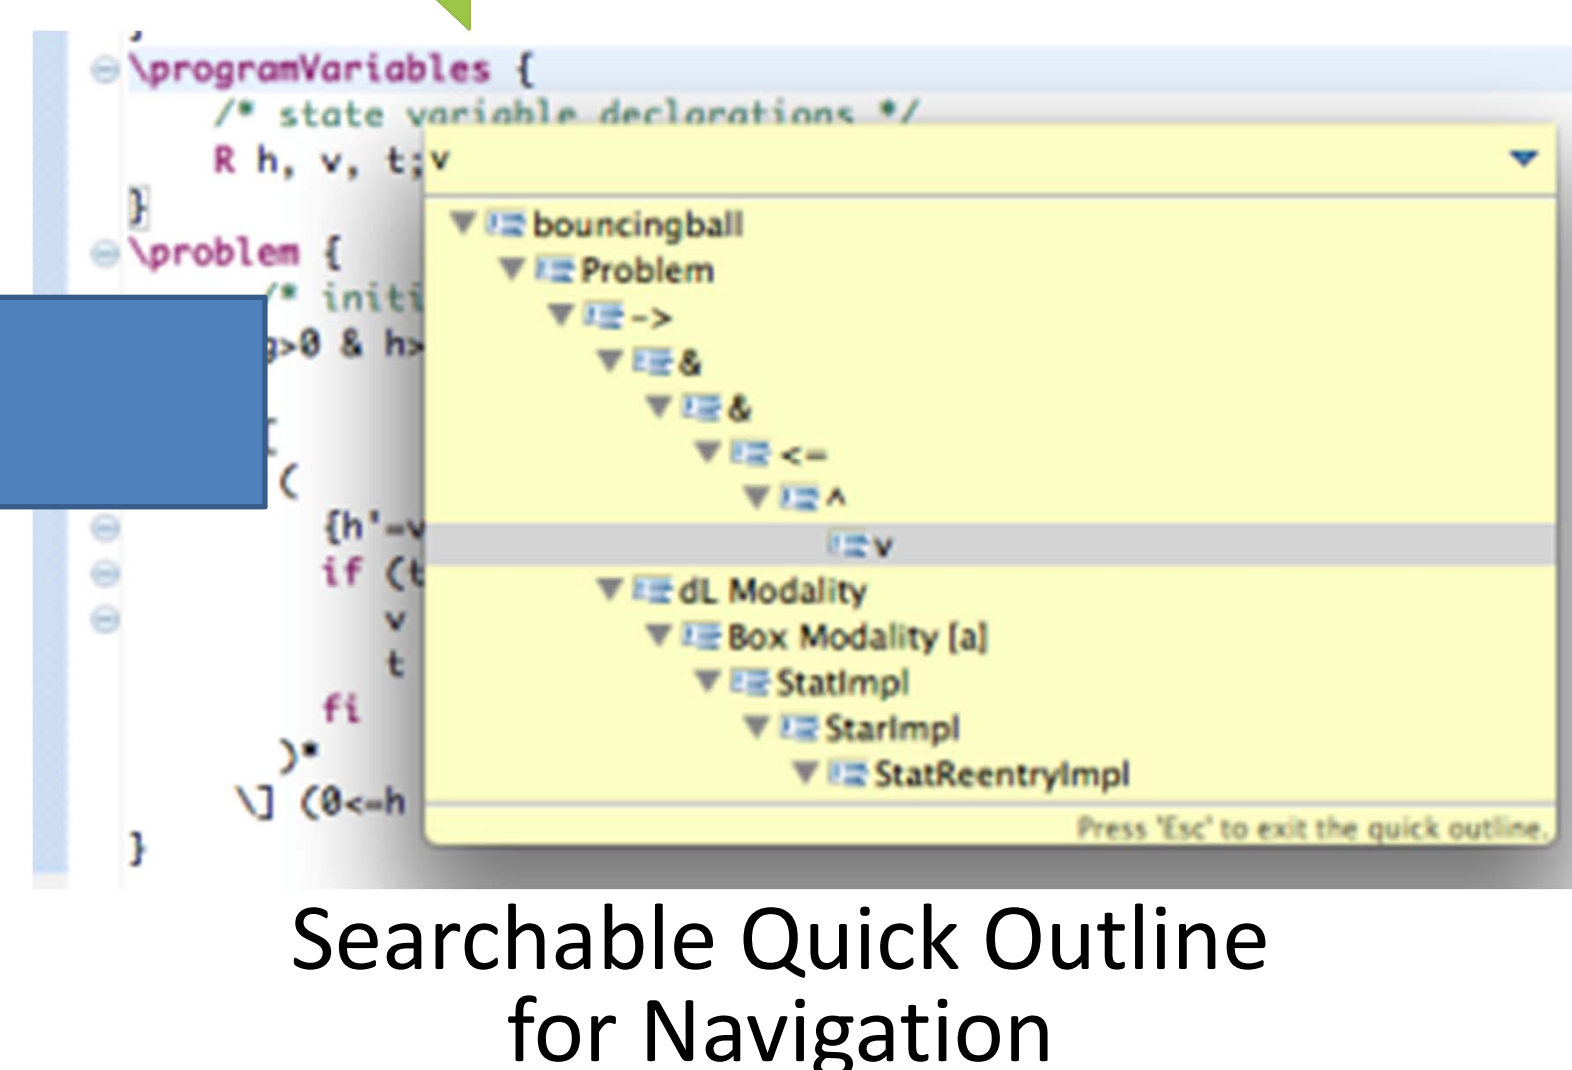 }
\programVariables {
/* state variable declarations */
R h, v, t;
}
\problem {
/* initi
g>0 & h>
(
{h'=v
if (t
v
t
fi
)*
\] (0<=h
}
v
bouncingball
Problem
->
&
&
<=
^
v
dL Modality
Box Modality [a]
StatImpl
StarImpl
StatReentryImpl
Press 'Esc' to exit the quick outline.
Searchable Quick Outline
for Navigation